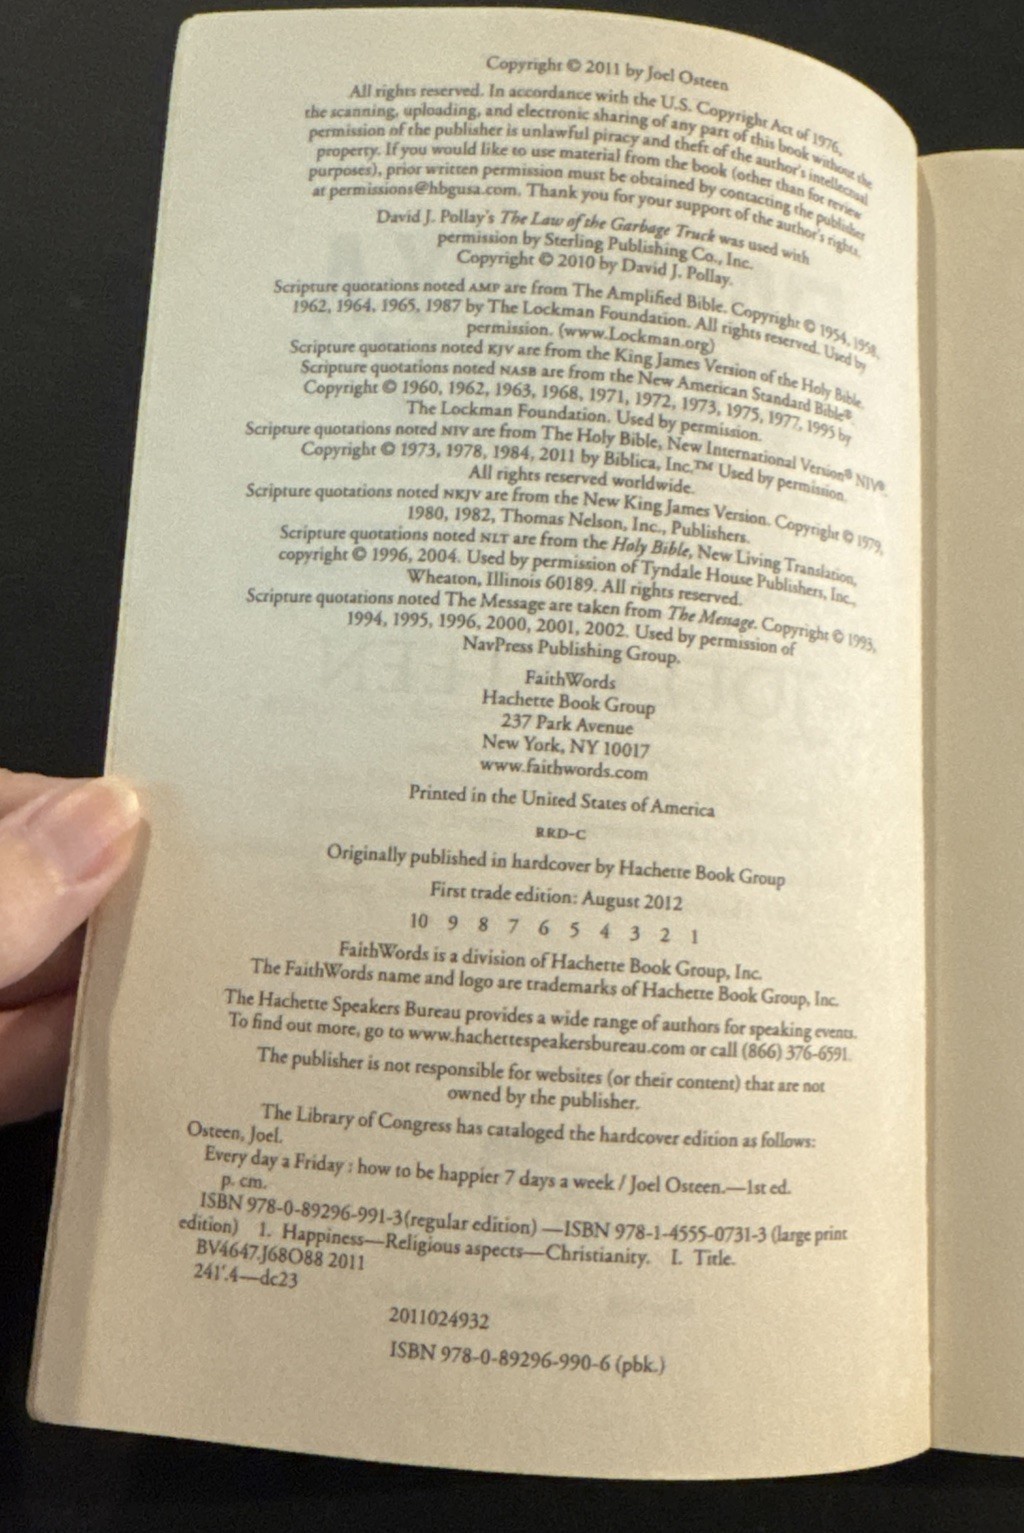 Copyright © 2011 by Joel Osteen
All rights reserved. In accordance with the U.S. Copyright Act of 1976,
the scanning, uploading, and electronic sharing of any part of this book without the
permission of the publisher is unlawful piracy and theft of the author's intellectual
property. If you would like to use material from the book (other than for review
purposes), prior written permission must be obtained by contacting the publisher
at permissions@hbgusa.com. Thank you for your support of the author's rights.
David J. Pollay's The Law of the Garbage Truck was used with
permission by Sterling Publishing Co., Inc.
Copyright © 2010 by David J. Pollay.
Scripture quotations noted AMP are from The Amplified Bible. Copyright © 1954, 1958,
1962, 1964, 1965, 1987 by The Lockman Foundation. All rights reserved. Used by
permission. (www.Lockman.org)
Scripture quotations noted KJV are from the King James Version of the Holy Bible.
Scripture quotations noted NASB are from the New American Standard Bible®.
Copyright © 1960, 1962, 1963, 1968, 1971, 1972, 1973, 1975, 1977, 1995 by
The Lockman Foundation. Used by permission.
Scripture quotations noted NIV are from The Holy Bible, New International Version® NIV®.
Copyright © 1973, 1978, 1984, 2011 by Biblica, Inc.™ Used by permission.
All rights reserved worldwide.
Scripture quotations noted NKJV are from the New King James Version. Copyright © 1979,
1980, 1982, Thomas Nelson, Inc., Publishers.
Scripture quotations noted NLT are from the Holy Bible, New Living Translation,
copyright © 1996, 2004. Used by permission of Tyndale House Publishers, Inc.,
Wheaton, Illinois 60189. All rights reserved.
Scripture quotations noted The Message are taken from The Message. Copyright © 1993,
1994, 1995, 1996, 2000, 2001, 2002. Used by permission of
NavPress Publishing Group.
FaithWords
Hachette Book Group
237 Park Avenue
New York, NY 10017
www.faithwords.com
Printed in the United States of America
RRD-C
Originally published in hardcover by Hachette Book Group
First trade edition: August 2012
10 9 8 7 6 5 4 3 2 1
FaithWords is a division of Hachette Book Group, Inc.
The FaithWords name and logo are trademarks of Hachette Book Group, Inc.
The Hachette Speakers Bureau provides a wide range of authors for speaking events.
To find out more, go to www.hachettespeakersbureau.com or call (866) 376-6591.
The publisher is not responsible for websites (or their content) that are not
owned by the publisher.
The Library of Congress has cataloged the hardcover edition as follows:
Osteen, Joel.
Every day a Friday : how to be happier 7 days a week / Joel Osteen.—1st ed.
p. cm.
ISBN 978-0-89296-991-3(regular edition) —ISBN 978-1-4555-0731-3 (large print
edition) 1. Happiness—Religious aspects—Christianity. I. Title.
BV4647.J68O88 2011
241'.4—dc23
2011024932
ISBN 978-0-89296-990-6 (pbk.)